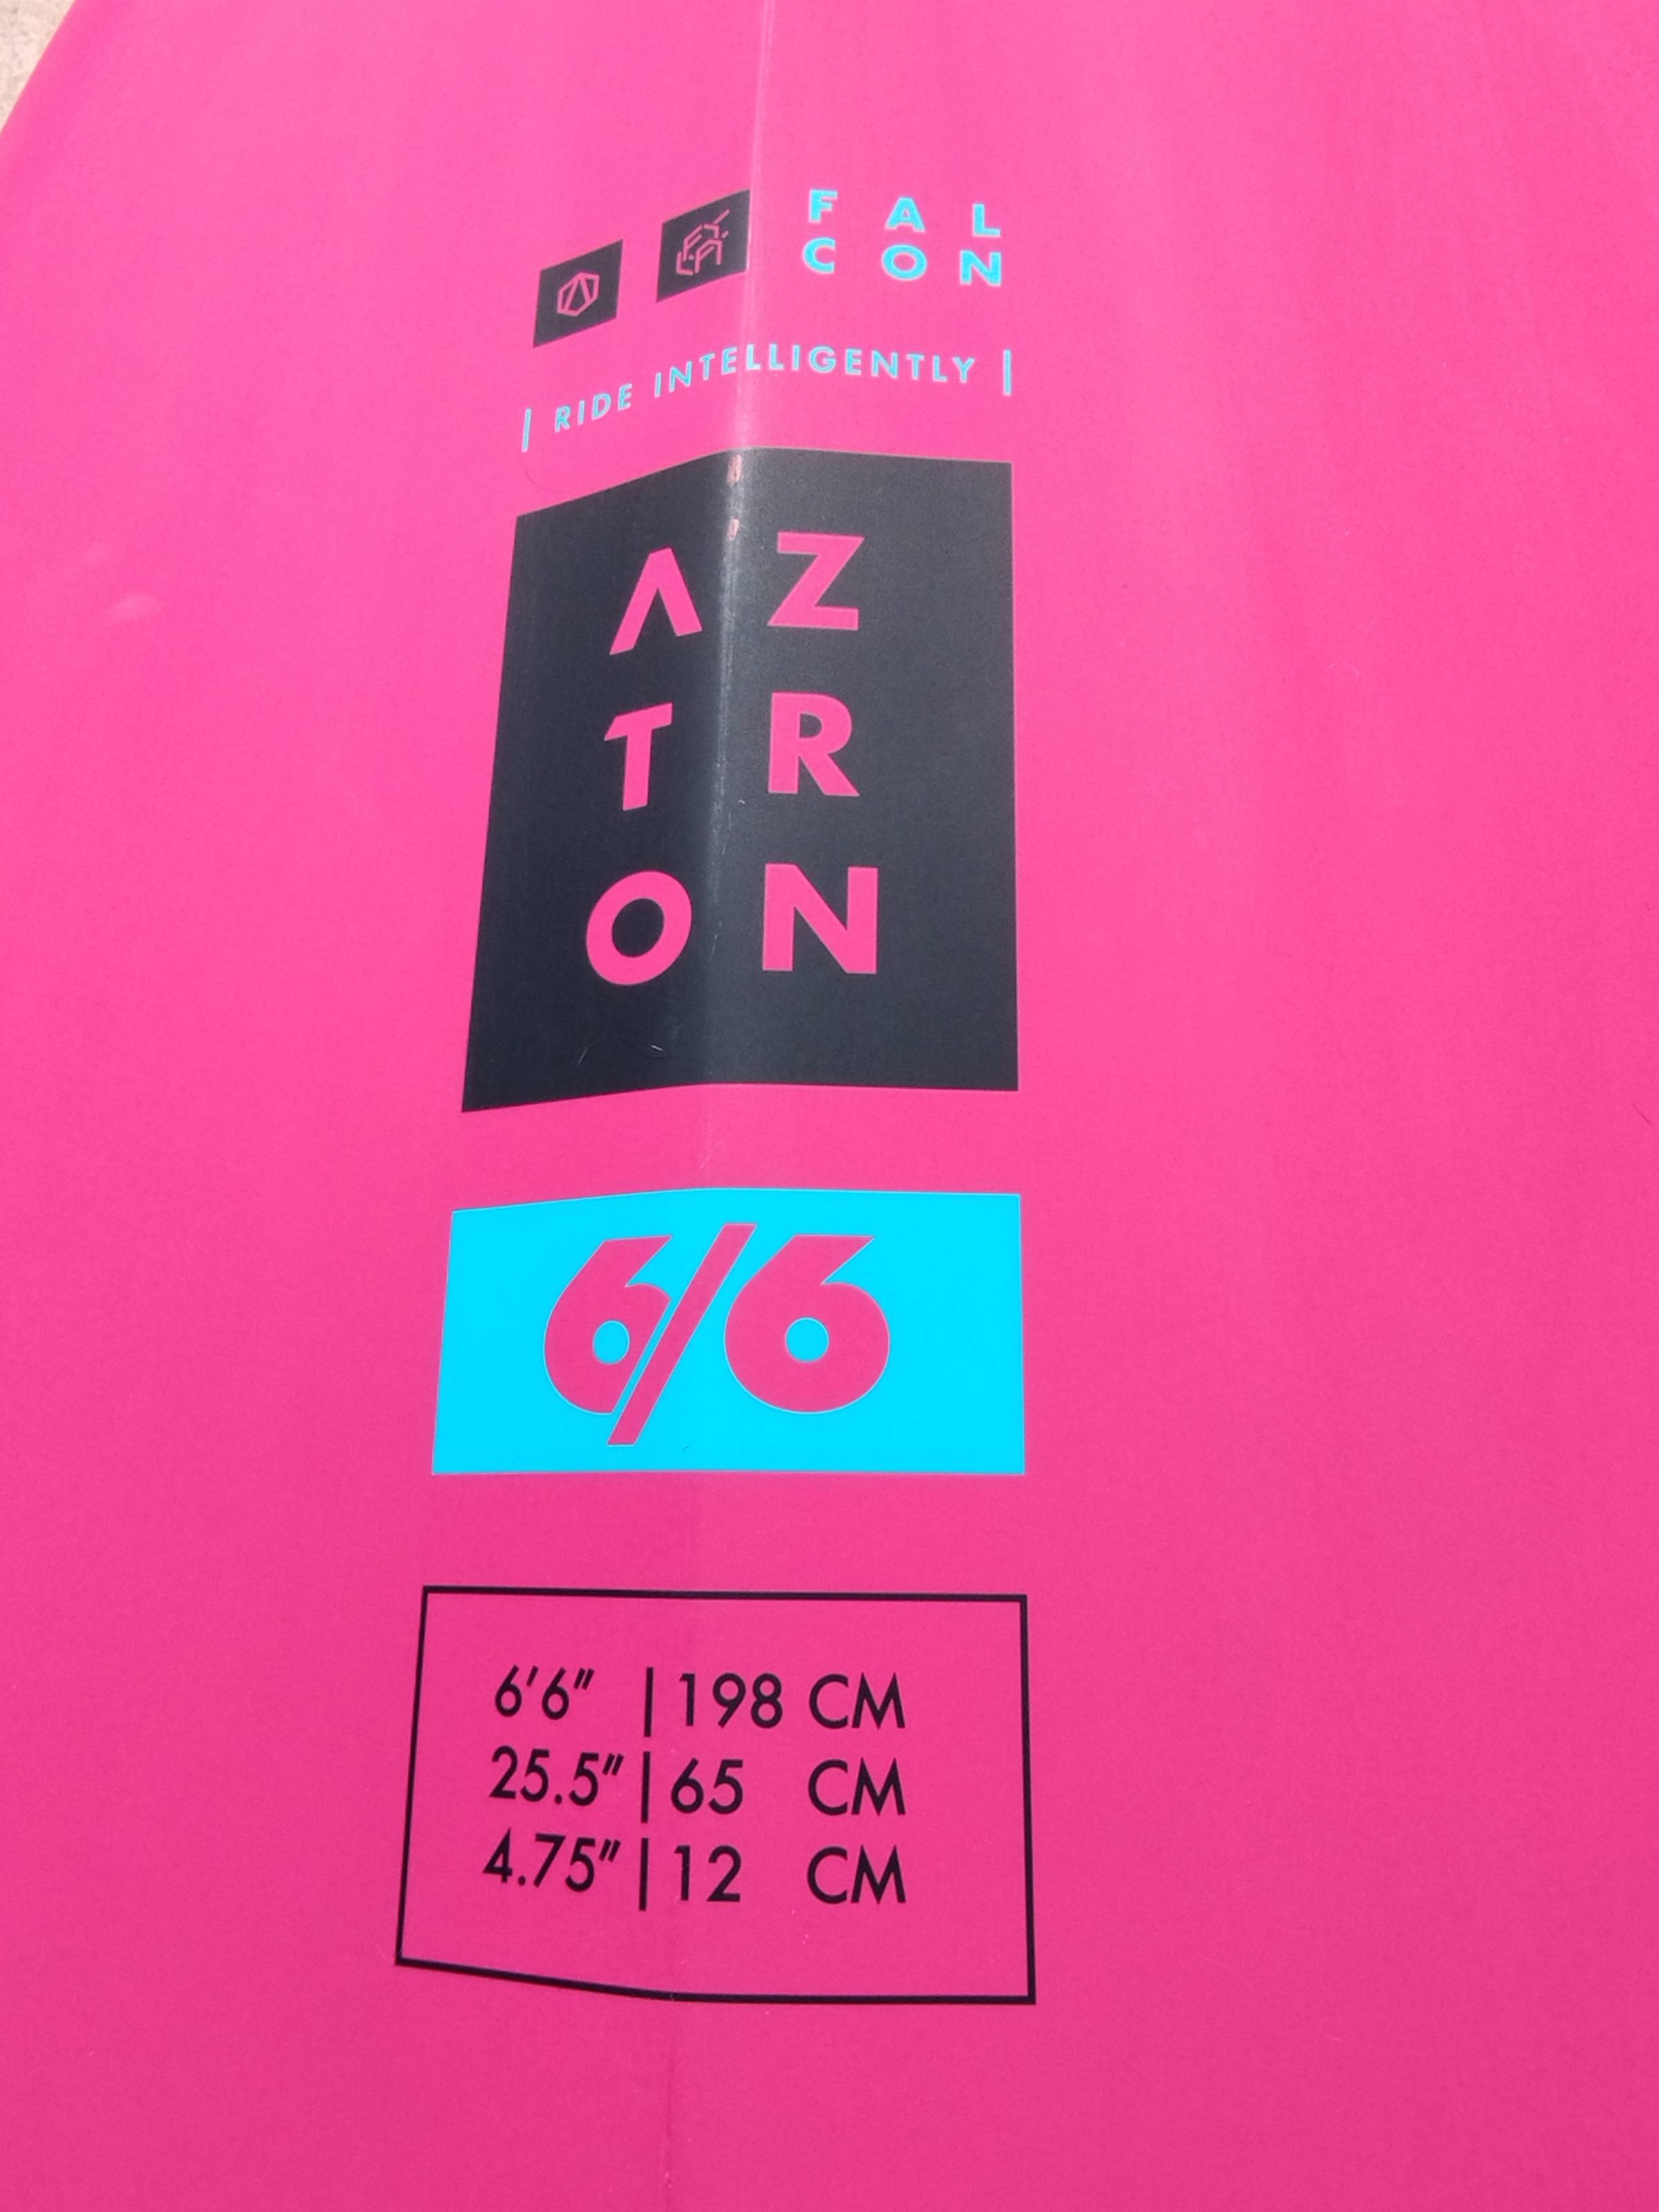 FAL
CON
| RIDE INTELLIGENTLY |
AZ
TR
ON
6/6
6'6" | 198 CM
25.5" | 65 CM
4.75" | 12 CM